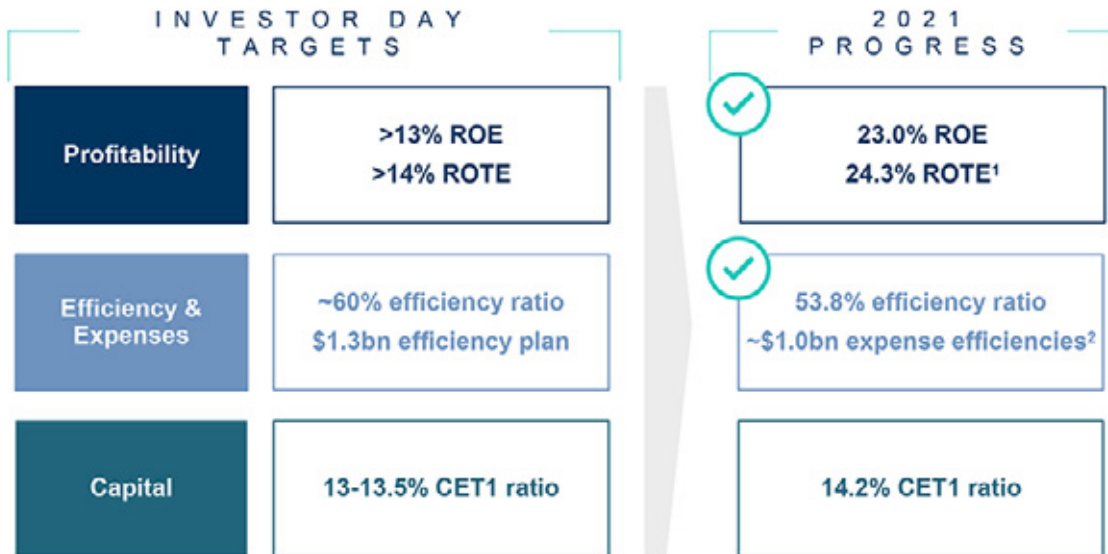 INVESTOR DAY
TARGETS
2021
PROGRESS
Profitability
>13% ROE
>14% ROTE
23.0% ROE
24.3% ROTE¹
Efficiency &
Expenses
~60% efficiency ratio
$1.3bn efficiency plan
53.8% efficiency ratio
~$1.0bn expense efficiencies²
Capital
13-13.5% CET1 ratio
14.2% CET1 ratio